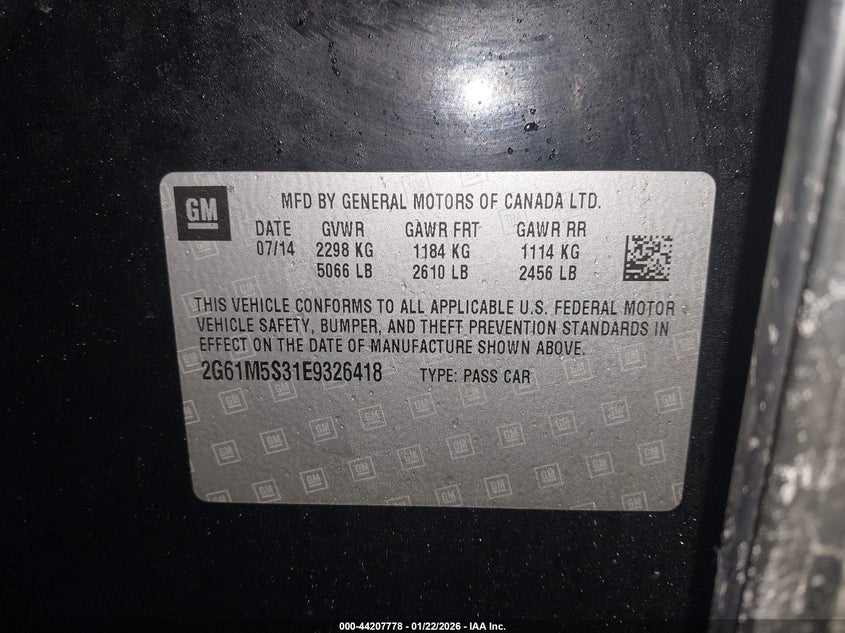 GM
MFD BY GENERAL MOTORS OF CANADA LTD.
DATE GVWR GAWR FRT GAWR RR
07/14 2298 KG 1184 KG 1114 KG
5066 LB 2610 LB 2456 LB
THIS VEHICLE CONFORMS TO ALL APPLICABLE U.S. FEDERAL MOTOR
VEHICLE SAFETY, BUMPER, AND THEFT PREVENTION STANDARDS IN
EFFECT ON THE DATE OF MANUFACTURE SHOWN ABOVE.
2G61M5S31E9326418 TYPE: PASS CAR
000-44207778 - 01/22/2026 - IAA Inc.